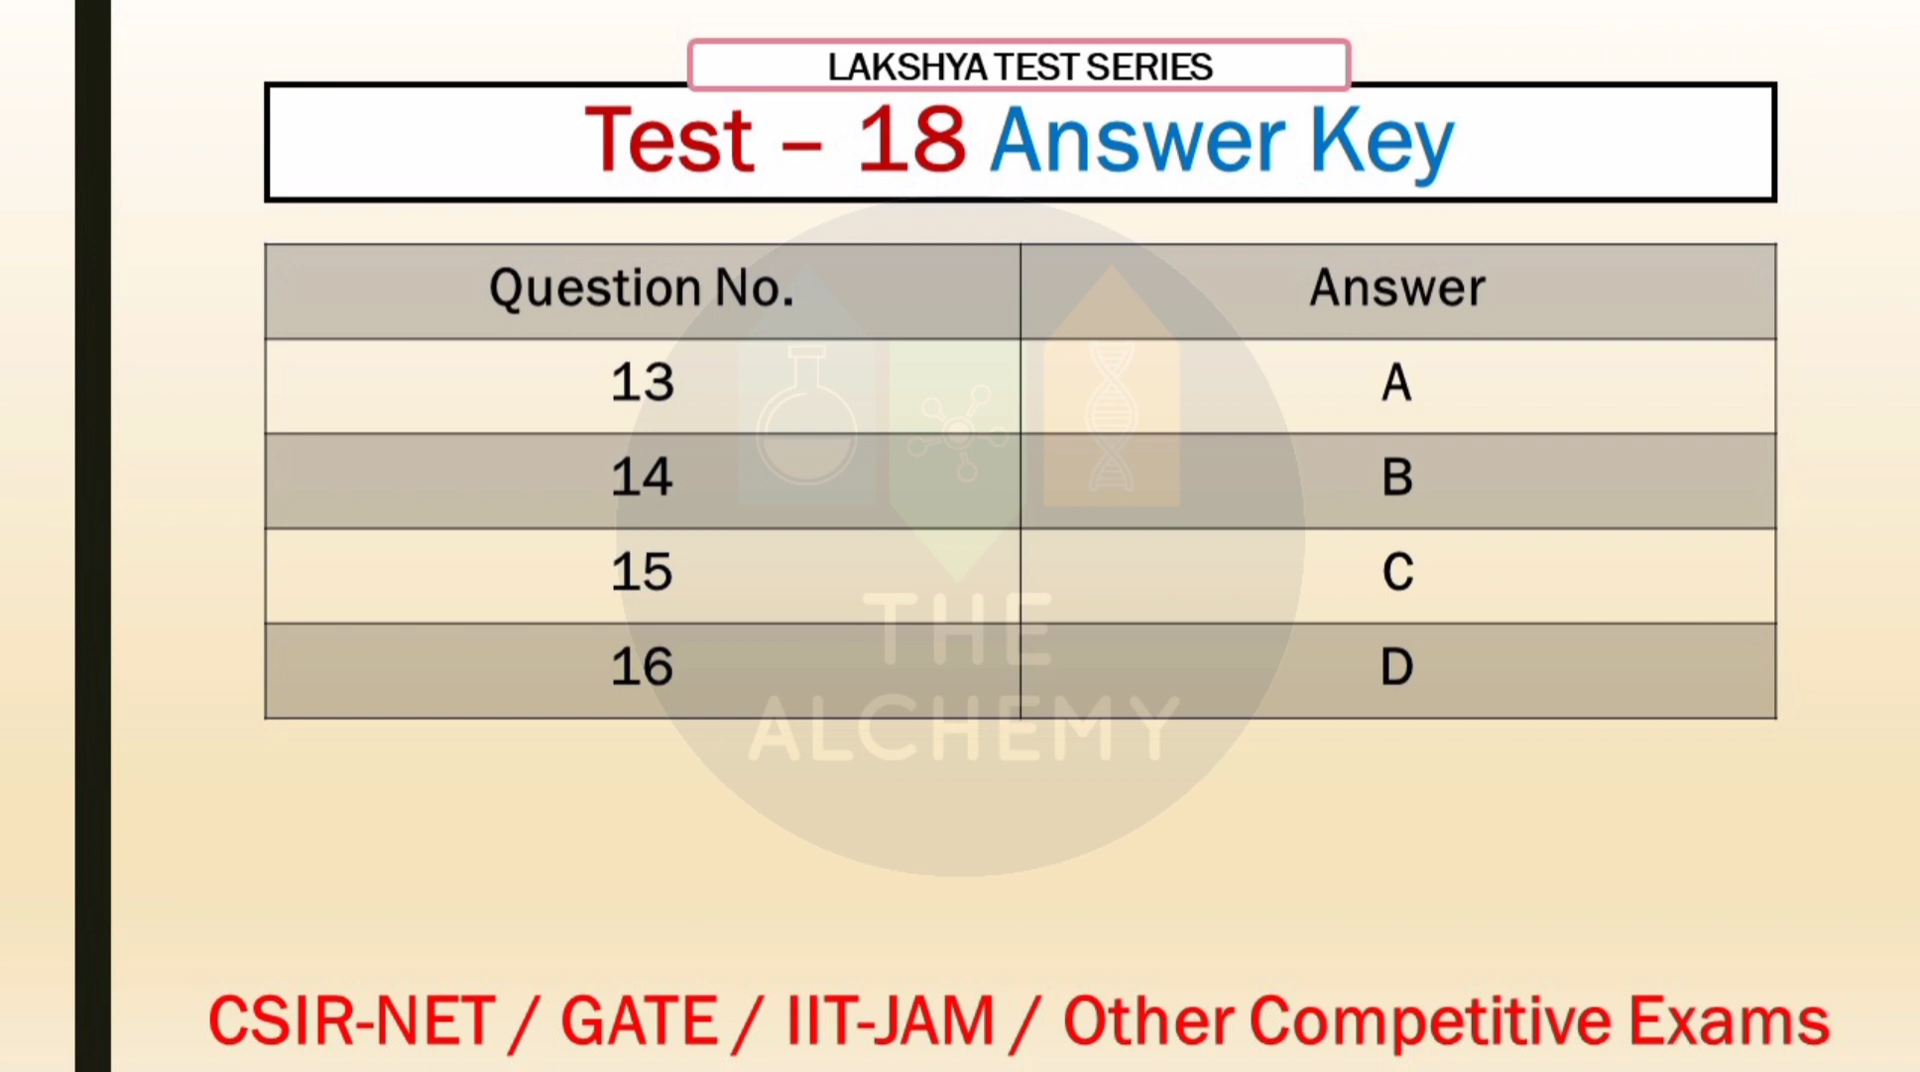 LAKSHYA TEST SERIES
Test – 18 Answer Key
Question No. Answer
13 A
14 B
15 C
16 D
THE
ALCHEMY
CSIR-NET / GATE / IIT-JAM / Other Competitive Exams